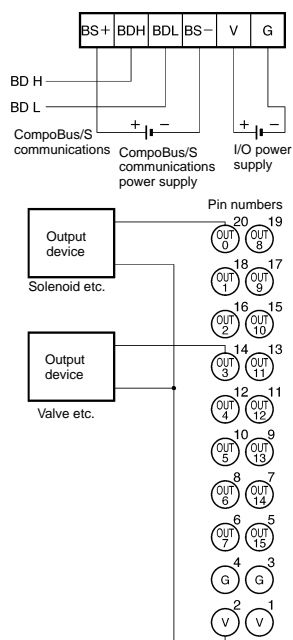 BS+ BDH BDL BS− V G
BD H
BD L
+ − + −
CompoBus/S
communications
CompoBus/S
communications
power supply
I/O power
supply
Pin numbers
20 19
OUT 0 OUT 8
Output
device
18 17
OUT 1 OUT 9
Solenoid etc.
16 15
OUT 2 OUT 10
14 13
OUT 3 OUT 11
Output
device
12 11
OUT 4 OUT 12
Valve etc.
10 9
OUT 5 OUT 13
8 7
OUT 6 OUT 14
6 5
OUT 7 OUT 15
4 3
G G
2 1
V V